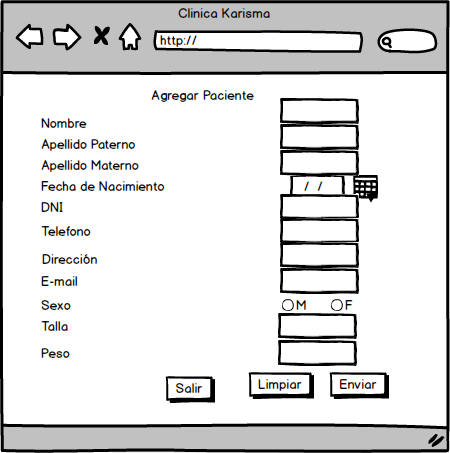 Clinica Karisma
http://
Agregar Paciente
Nombre
Apellido Paterno
Apellido Materno
Fecha de Nacimiento / /
DNI
Telefono
Dirección
E-mail
Sexo M F
Talla
Peso
Salir Limpiar Enviar